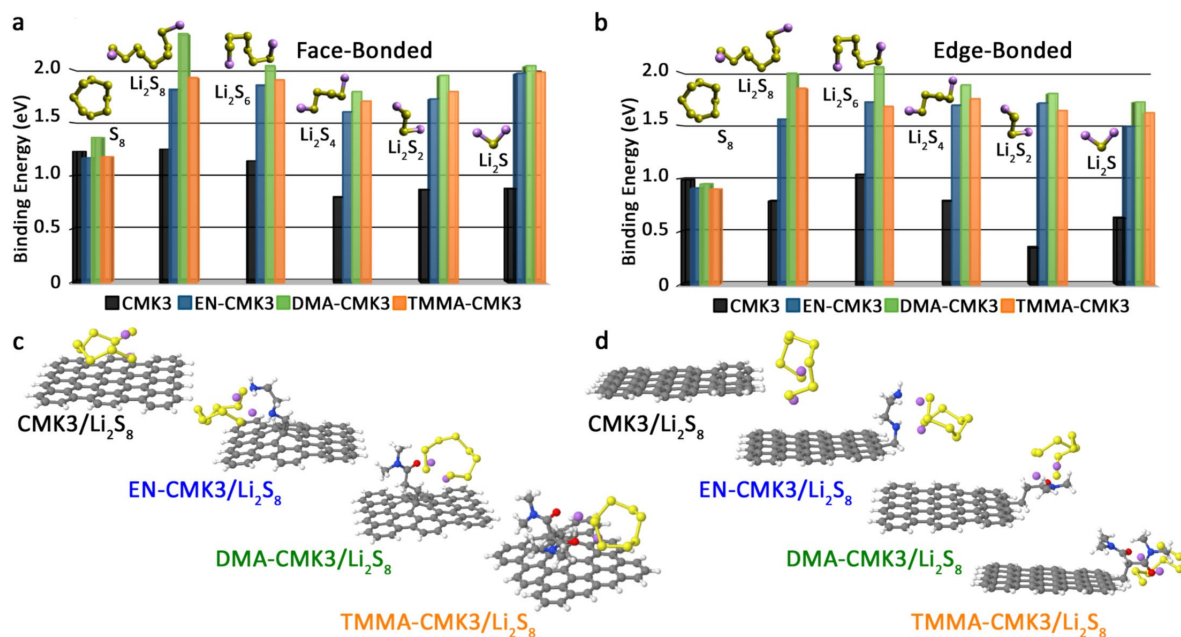 a
Face-Bonded
Binding Energy (eV)
2.0
1.5
1.0
0.5
0
S₈
Li₂S₈
Li₂S₆
Li₂S₄
Li₂S₂
Li₂S
CMK3 EN-CMK3 DMA-CMK3 TMMA-CMK3
b
Edge-Bonded
Binding Energy (eV)
2.0
1.5
1.0
0.5
0
S₈
Li₂S₈
Li₂S₆
Li₂S₄
Li₂S₂
Li₂S
CMK3 EN-CMK3 DMA-CMK3 TMMA-CMK3
c
CMK3/Li₂S₈
EN-CMK3/Li₂S₈
DMA-CMK3/Li₂S₈
TMMA-CMK3/Li₂S₈
d
CMK3/Li₂S₈
EN-CMK3/Li₂S₈
DMA-CMK3/Li₂S₈
TMMA-CMK3/Li₂S₈